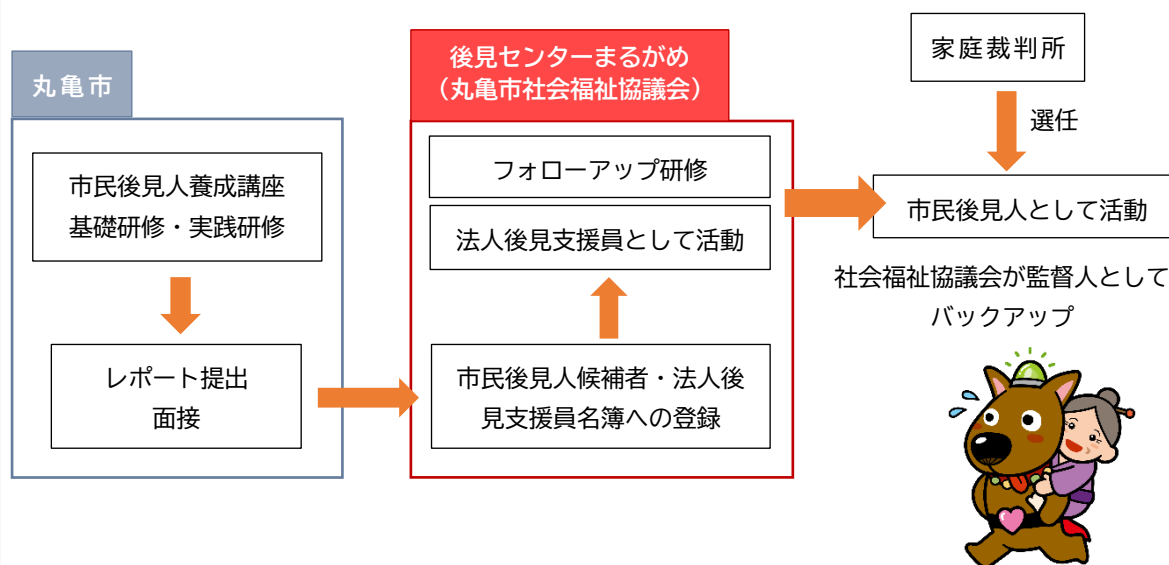 丸亀市
市民後見人養成講座
基礎研修・実践研修
レポート提出
面接
後見センターまるがめ
（丸亀市社会福祉協議会）
フォローアップ研修
法人後見支援員として活動
市民後見人候補者・法人後
見支援員名簿への登録
家庭裁判所
選任
市民後見人として活動
社会福祉協議会が監督人として
バックアップ